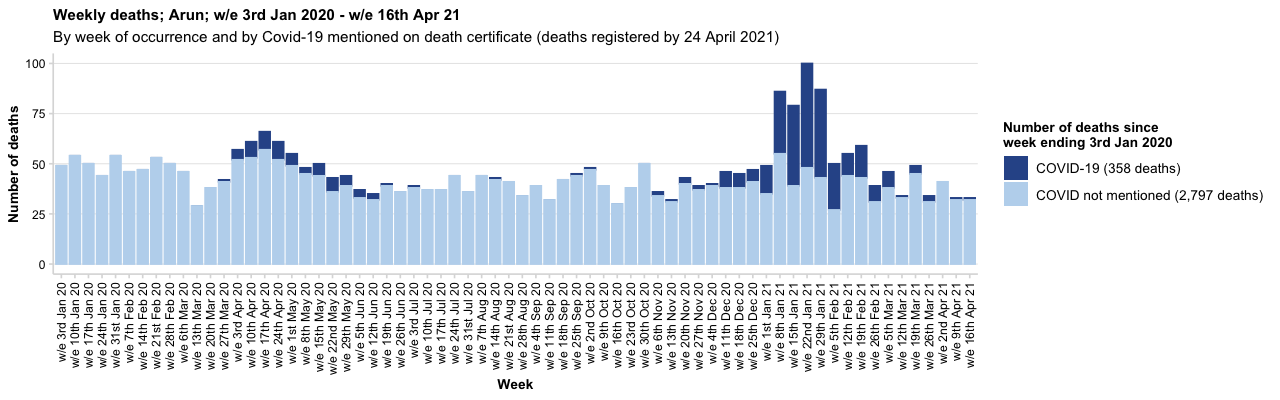 Weekly deaths; Arun; w/e 3rd Jan 2020 - w/e 16th Apr 21
By week of occurrence and by Covid-19 mentioned on death certificate (deaths registered by 24 April 2021)
Number of deaths
100
75
50
25
0
w/e 3rd Jan 20
w/e 10th Jan 20
w/e 17th Jan 20
w/e 24th Jan 20
w/e 31st Jan 20
w/e 7th Feb 20
w/e 14th Feb 20
w/e 21st Feb 20
w/e 28th Feb 20
w/e 6th Mar 20
w/e 13th Mar 20
w/e 20th Mar 20
w/e 27th Mar 20
w/e 3rd Apr 20
w/e 10th Apr 20
w/e 17th Apr 20
w/e 24th Apr 20
w/e 1st May 20
w/e 8th May 20
w/e 15th May 20
w/e 22nd May 20
w/e 29th May 20
w/e 5th Jun 20
w/e 12th Jun 20
w/e 19th Jun 20
w/e 26th Jun 20
w/e 3rd Jul 20
w/e 10th Jul 20
w/e 17th Jul 20
w/e 24th Jul 20
w/e 31st Jul 20
w/e 7th Aug 20
w/e 14th Aug 20
w/e 21st Aug 20
w/e 28th Aug 20
w/e 4th Sep 20
w/e 11th Sep 20
w/e 18th Sep 20
w/e 25th Sep 20
w/e 2nd Oct 20
w/e 9th Oct 20
w/e 16th Oct 20
w/e 23rd Oct 20
w/e 30th Oct 20
w/e 6th Nov 20
w/e 13th Nov 20
w/e 20th Nov 20
w/e 27th Nov 20
w/e 4th Dec 20
w/e 11th Dec 20
w/e 18th Dec 20
w/e 25th Dec 20
w/e 1st Jan 21
w/e 8th Jan 21
w/e 15th Jan 21
w/e 22nd Jan 21
w/e 29th Jan 21
w/e 5th Feb 21
w/e 12th Feb 21
w/e 19th Feb 21
w/e 26th Feb 21
w/e 5th Mar 21
w/e 12th Mar 21
w/e 19th Mar 21
w/e 26th Mar 21
w/e 2nd Apr 21
w/e 9th Apr 21
w/e 16th Apr 21
Week
Number of deaths since
week ending 3rd Jan 2020
COVID-19 (358 deaths)
COVID not mentioned (2,797 deaths)